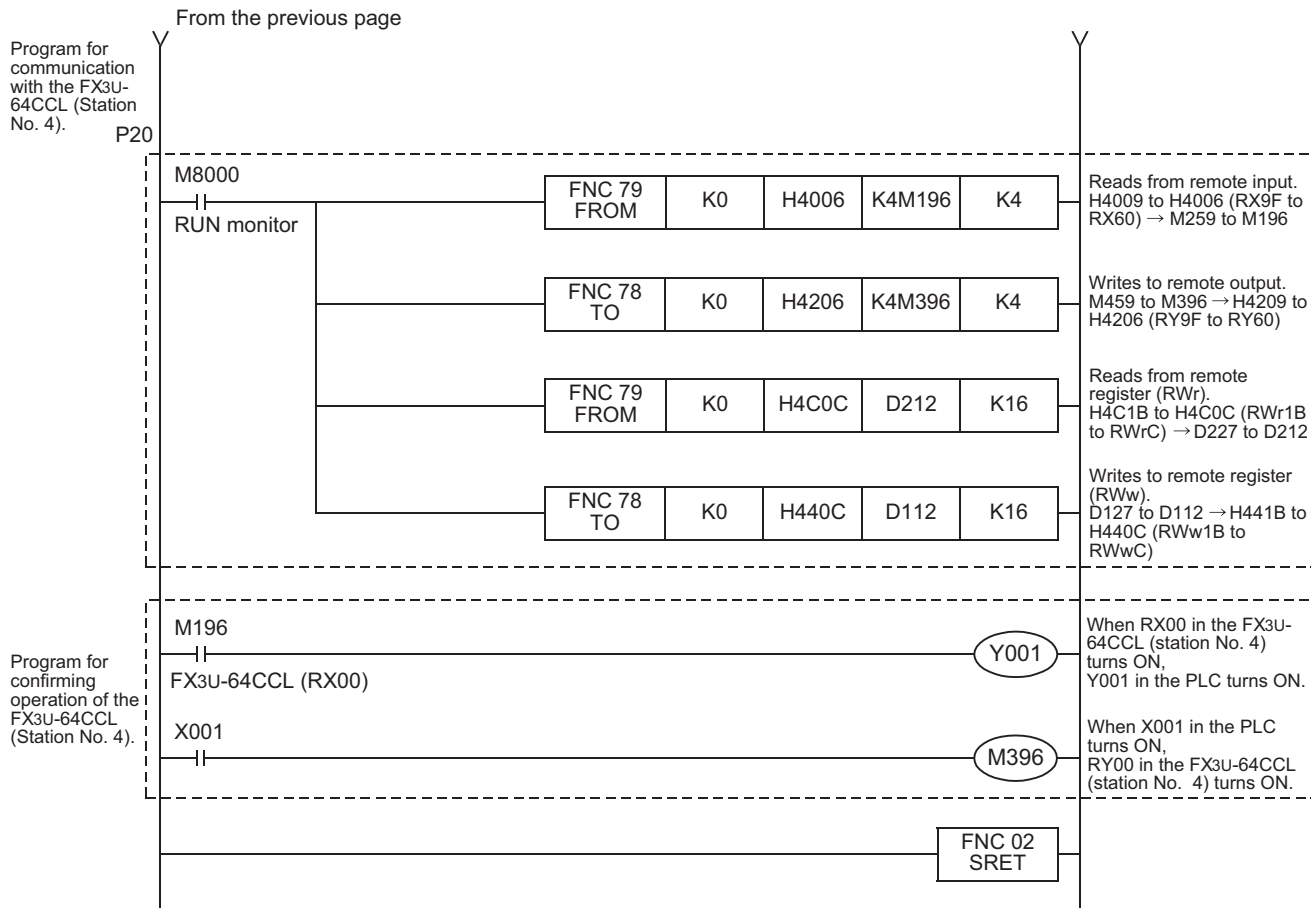 From the previous page
Program for
communication
with the FX3U-
64CCL (Station
No. 4).
P20
M8000
RUN monitor
FNC 79
FROM
K0
H4006
K4M196
K4
Reads from remote input.
H4009 to H4006 (RX9F to
RX60) → M259 to M196
FNC 78
TO
K0
H4206
K4M396
K4
Writes to remote output.
M459 to M396 → H4209 to
H4206 (RY9F to RY60)
FNC 79
FROM
K0
H4C0C
D212
K16
Reads from remote
register (RWr).
H4C1B to H4C0C (RWr1B
to RWrC) → D227 to D212
FNC 78
TO
K0
H440C
D112
K16
Writes to remote register
(RWw).
D127 to D112 → H441B to
H440C (RWw1B to
RWwC)
Program for
confirming
operation of the
FX3U-64CCL
(Station No. 4).
M196
FX3U-64CCL (RX00)
Y001
When RX00 in the FX3U-
64CCL (station No. 4)
turns ON,
Y001 in the PLC turns ON.
X001
M396
When X001 in the PLC
turns ON,
RY00 in the FX3U-64CCL
(station No. 4) turns ON.
FNC 02
SRET